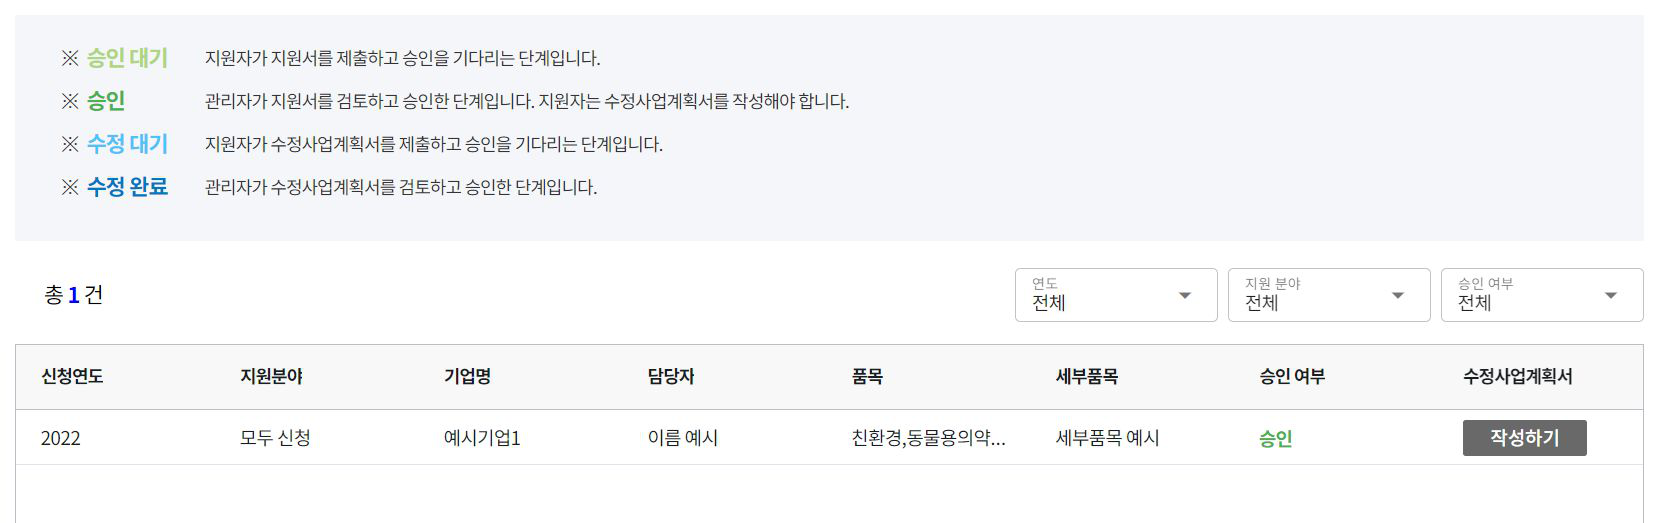 ※ 승인 대기 지원자가 지원서를 제출하고 승인을 기다리는 단계입니다.
※ 승인 관리자가 지원서를 검토하고 승인한 단계입니다. 지원자는 수정사업계획서를 작성해야 합니다.
※ 수정 대기 지원자가 수정사업계획서를 제출하고 승인을 기다리는 단계입니다.
※ 수정 완료 관리자가 수정사업계획서를 검토하고 승인한 단계입니다.
총 1 건
연도
전체
지원 분야
전체
승인 여부
전체
신청연도 지원분야 기업명 담당자 품목 세부품목 승인 여부 수정사업계획서
2022 모두 신청 예시기업1 이름 예시 친환경,동물용의약... 세부품목 예시 승인 작성하기